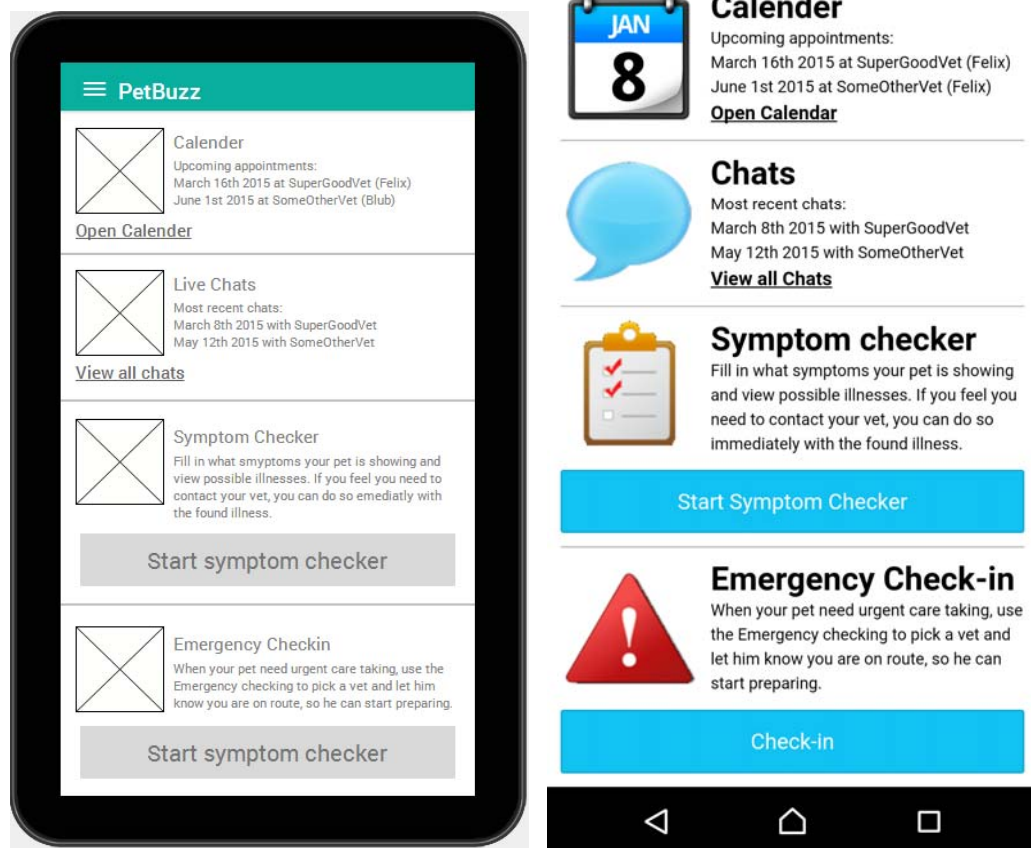 PetBuzz
Calender
Upcoming appointments:
March 16th 2015 at SuperGoodVet (Felix)
June 1st 2015 at SomeOtherVet (Blub)
Open Calender
Live Chats
Most recent chats:
March 8th 2015 with SuperGoodVet
May 12th 2015 with SomeOtherVet
View all chats
Symptom Checker
Fill in what smyptoms your pet is showing and
view possible illnesses. If you feel you need to
contact your vet, you can do so emediatly with
the found illness.
Start symptom checker
Emergency Checkin
When your pet need urgent care taking, use the
Emergency checking to pick a vet and let him
know you are on route, so he can start preparing.
Start symptom checker
JAN
8
Calender
Upcoming appointments:
March 16th 2015 at SuperGoodVet (Felix)
June 1st 2015 at SomeOtherVet (Felix)
Open Calendar
Chats
Most recent chats:
March 8th 2015 with SuperGoodVet
May 12th 2015 with SomeOtherVet
View all Chats
Symptom checker
Fill in what symptoms your pet is showing
and view possible illnesses. If you feel you
need to contact your vet, you can do so
immediately with the found illness.
Start Symptom Checker
Emergency Check-in
When your pet need urgent care taking, use
the Emergency checking to pick a vet and
let him know you are on route, so he can
start preparing.
Check-in